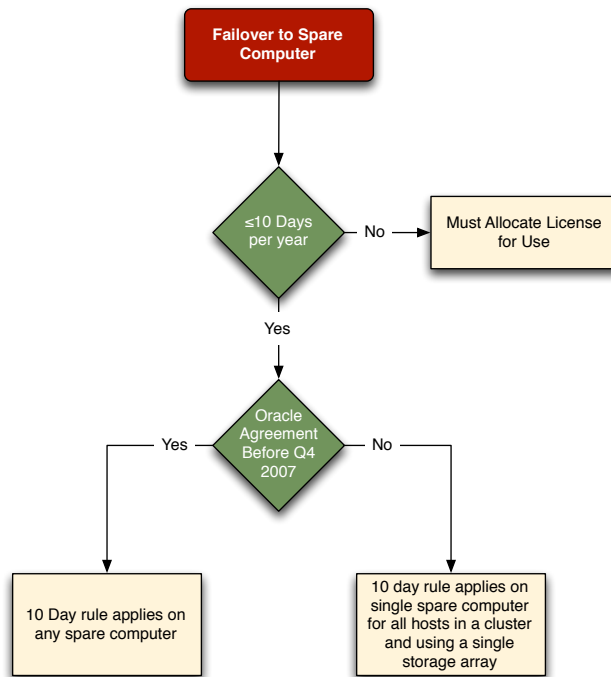 Failover to Spare
Computer
≤10 Days
per year
No
Must Allocate License
for Use
Yes
Oracle
Agreement
Before Q4
2007
Yes
No
10 Day rule applies on
any spare computer
10 day rule applies on
single spare computer
for all hosts in a cluster
and using a single
storage array